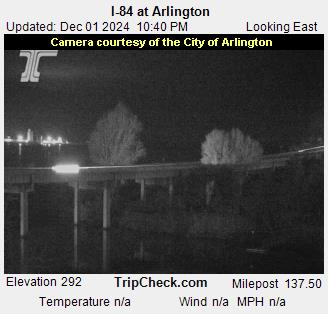 I-84 at Arlington
Updated: Dec 01 2024 10:40 PM Looking East
Camera courtesy of the City of Arlington
Elevation 292 TripCheck.com Milepost 137.50
Temperature n/a Wind n/a MPH n/a